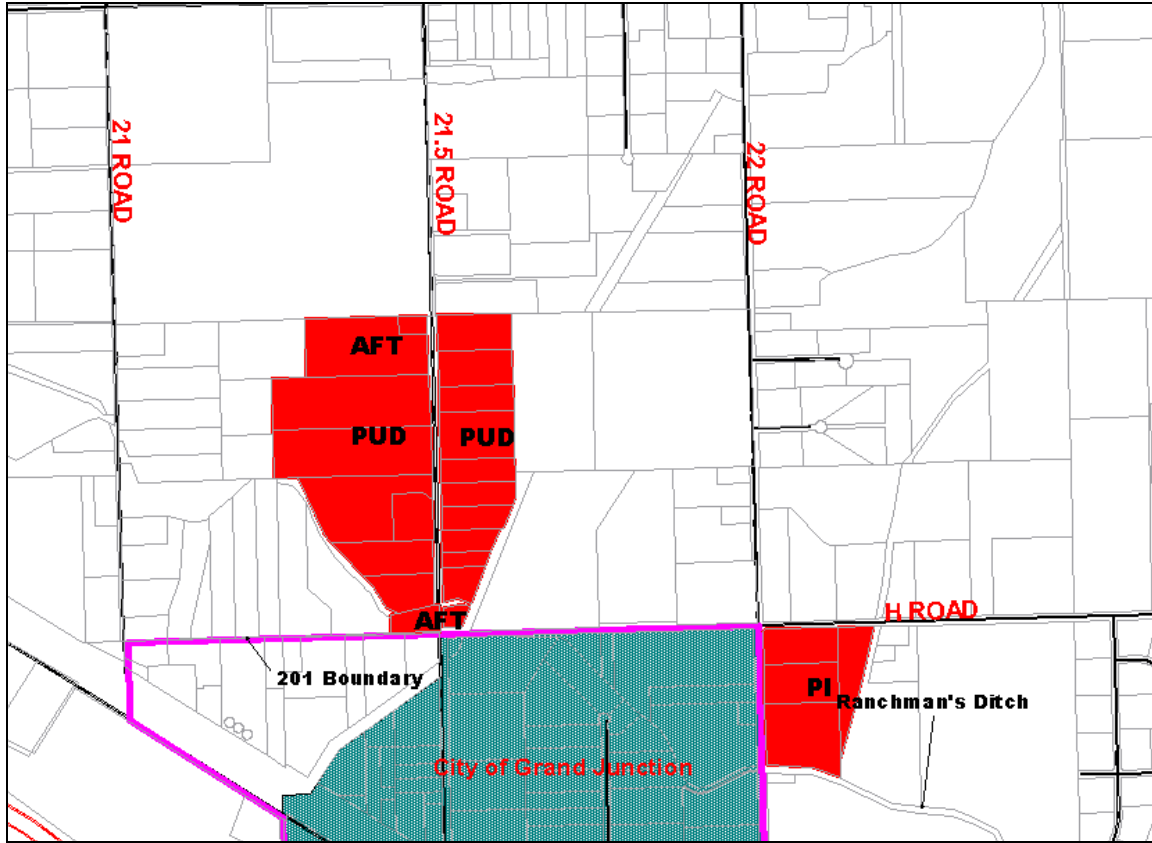 21 ROAD
21.5 ROAD
22 ROAD
AFT
PUD
PUD
AFT
H ROAD
201 Boundary
PI
Ranchman's Ditch
City of Grand Junction